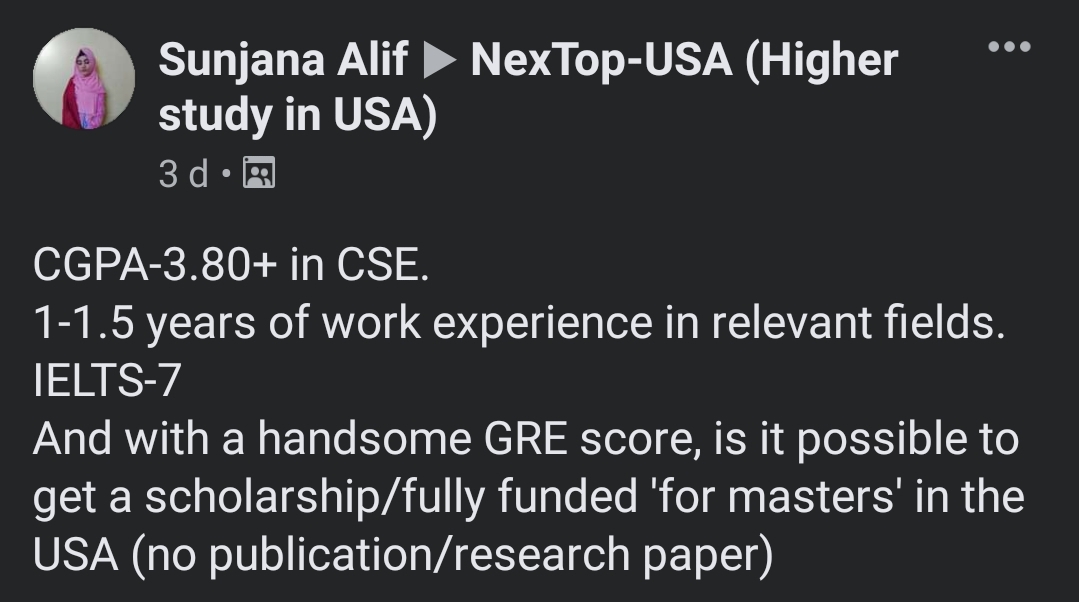 Sunjana Alif ▶ NexTop-USA (Higher
study in USA)
3 d •
CGPA-3.80+ in CSE.
1-1.5 years of work experience in relevant fields.
IELTS-7
And with a handsome GRE score, is it possible to
get a scholarship/fully funded 'for masters' in the
USA (no publication/research paper)